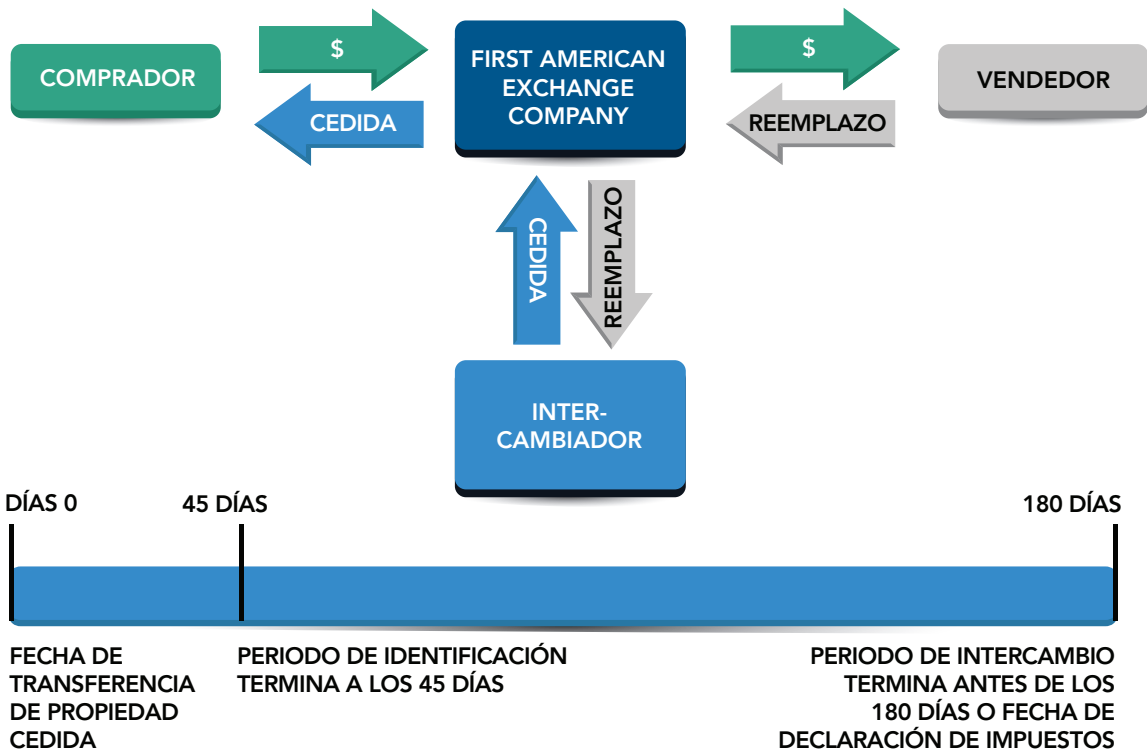 COMPRADOR
$
CEDIDA
FIRST AMERICAN
EXCHANGE
COMPANY
$
REEMPLAZO
VENDEDOR
CEDIDA
REEMPLAZO
INTER-
CAMBIADOR
DÍAS 0
45 DÍAS
180 DÍAS
FECHA DE
TRANSFERENCIA
DE PROPIEDAD
CEDIDA
PERIODO DE IDENTIFICACIÓN
TERMINA A LOS 45 DÍAS
PERIODO DE INTERCAMBIO
TERMINA ANTES DE LOS
180 DÍAS O FECHA DE
DECLARACIÓN DE IMPUESTOS